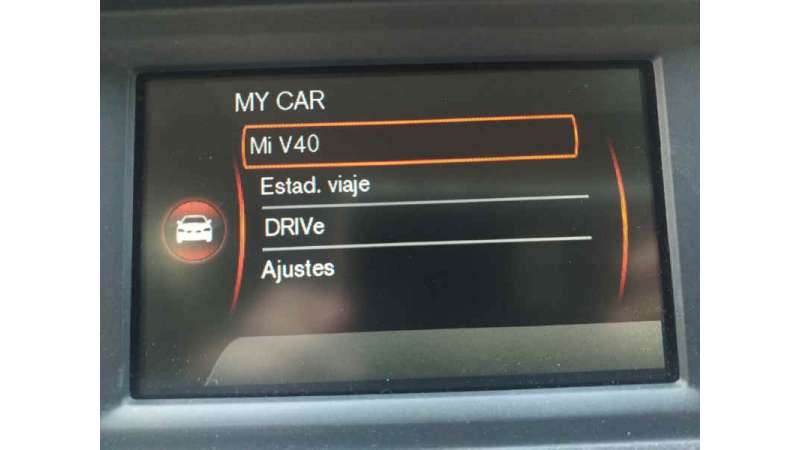 MY CAR
Mi V40
Estad. viaje
DRIVe
Ajustes